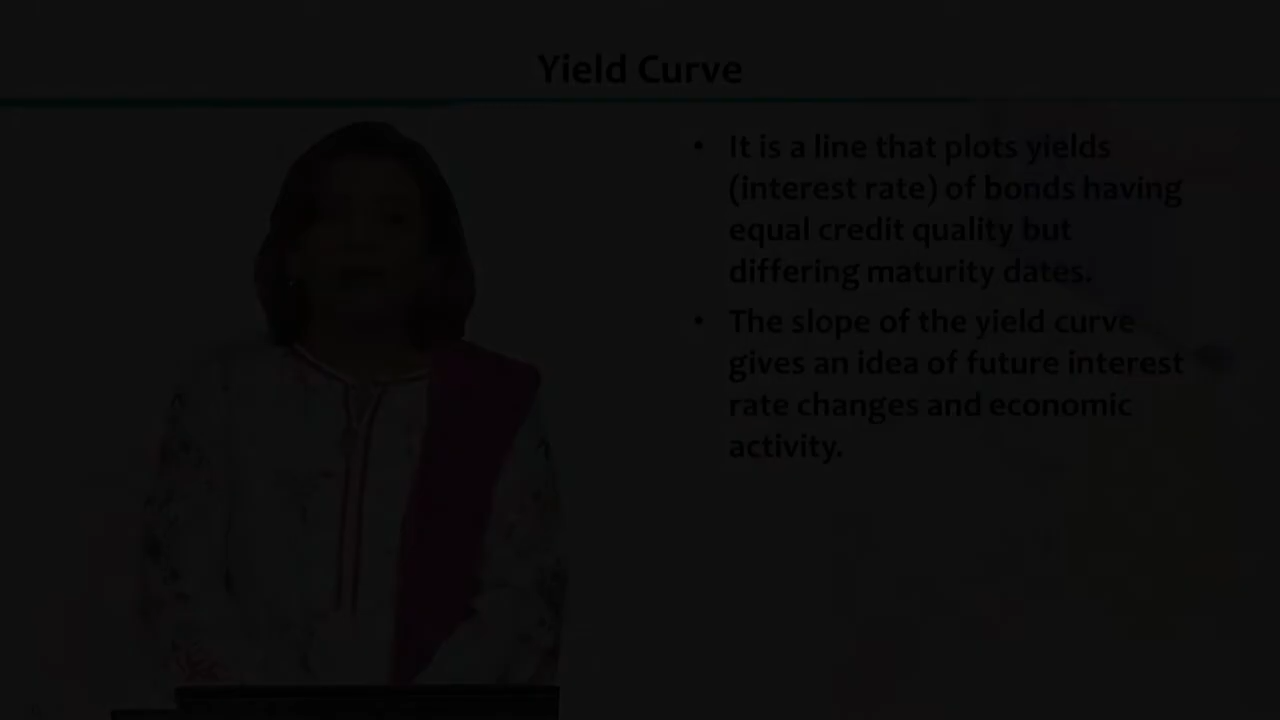 Yield Curve
• It is a line that plots yields
(interest rate) of bonds having
equal credit quality but
differing maturity dates.
• The slope of the yield curve
gives an idea of future interest
rate changes and economic
activity.